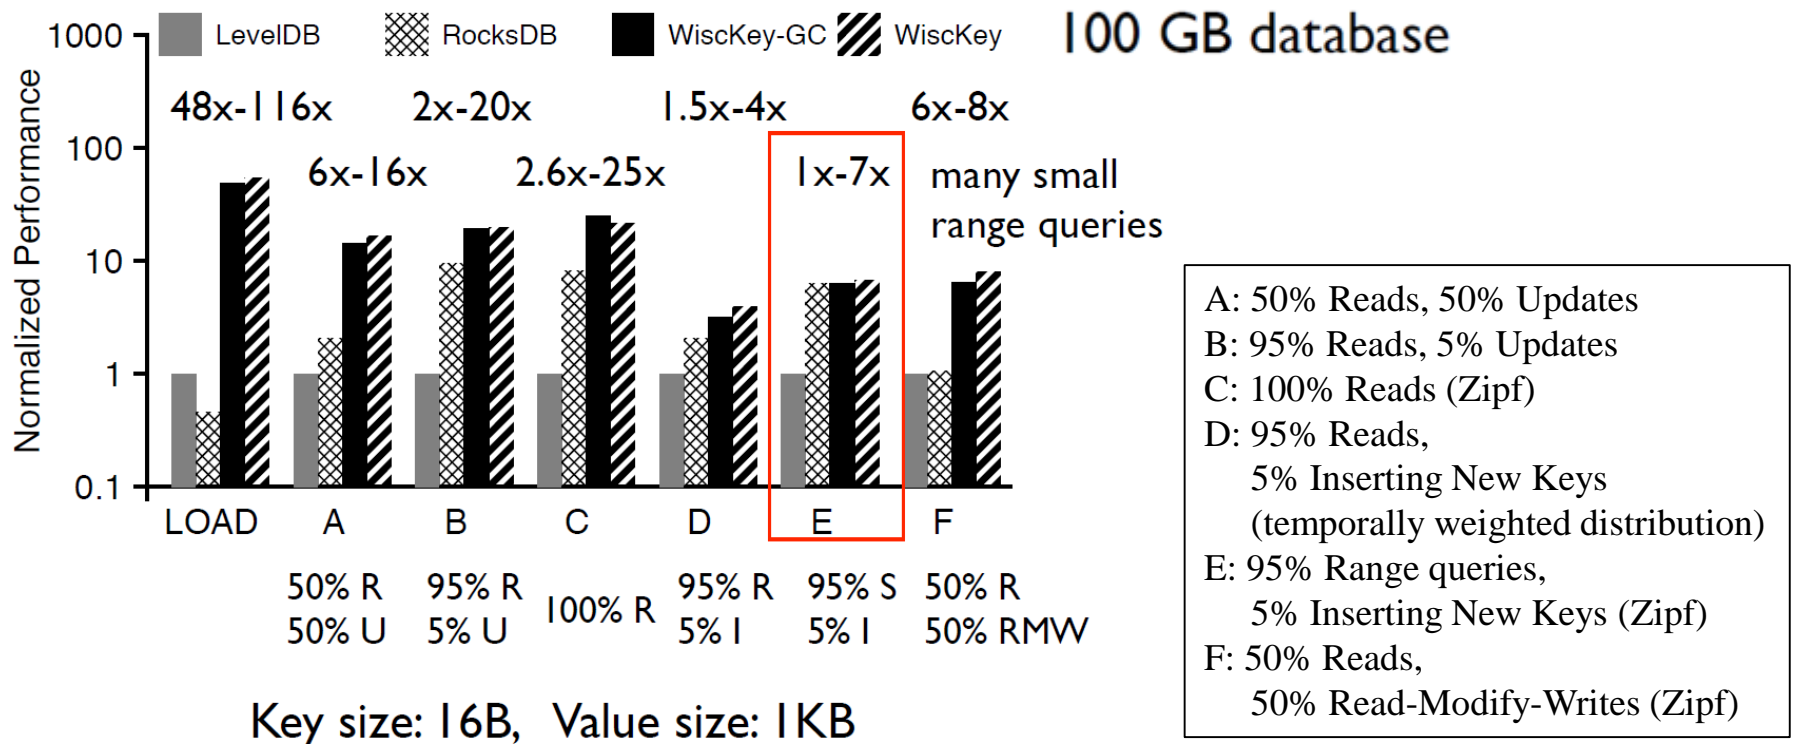 1000
LevelDB
RocksDB
WiscKey-GC
WiscKey
100 GB database
Normalized Performance
48x-116x
2x-20x
1.5x-4x
6x-8x
100
6x-16x
2.6x-25x
1x-7x
many small
range queries
10
1
0.1
LOAD
A
B
C
D
E
F
50% R
50% U
95% R
5% U
100% R
95% R
5% I
95% S
5% I
50% R
50% RMW
Key size: 16B, Value size: 1KB
A: 50% Reads, 50% Updates
B: 95% Reads, 5% Updates
C: 100% Reads (Zipf)
D: 95% Reads,
5% Inserting New Keys
(temporally weighted distribution)
E: 95% Range queries,
5% Inserting New Keys (Zipf)
F: 50% Reads,
50% Read-Modify-Writes (Zipf)